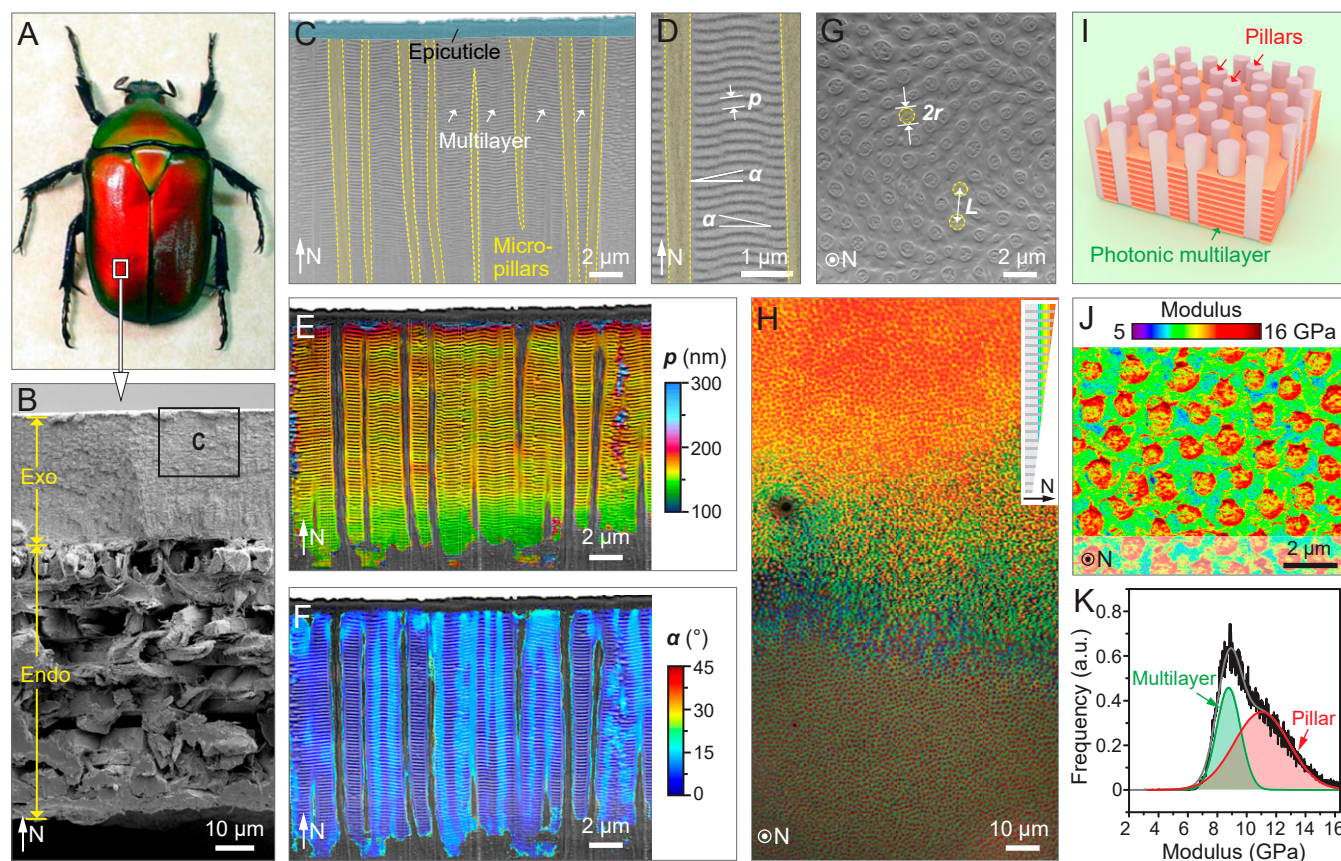 A
B
C
Exo
Endo
N
10 µm
C
Epicuticle
Multilayer
Micro-
pillars
N
2 µm
D
p
α
α
1 µm
E
N
2 µm
p (nm)
300
200
100
F
N
2 µm
α (°)
45
30
15
0
G
2r
L
N
2 µm
H
N
N
10 µm
I
Pillars
Photonic multilayer
J
Modulus
5
16 GPa
N
2 µm
K
0.8
0.6
0.4
0.2
0
Frequency (a.u.)
Multilayer
Pillar
2 4 6 8 10 12 14 16
Modulus (GPa)